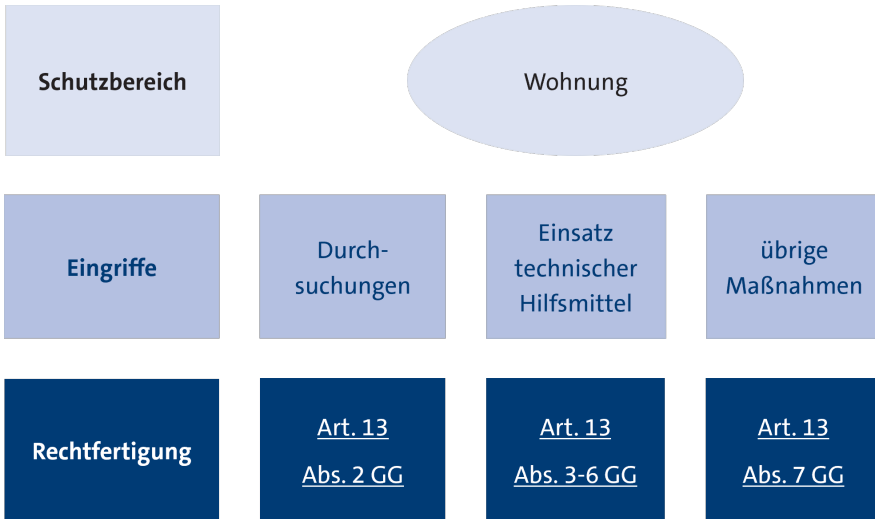 Schutzbereich
Wohnung
Eingriffe
Durch-
suchungen
Einsatz
technischer
Hilfsmittel
übrige
Maßnahmen
Rechtfertigung
Art. 13
Abs. 2 GG
Art. 13
Abs. 3-6 GG
Art. 13
Abs. 7 GG